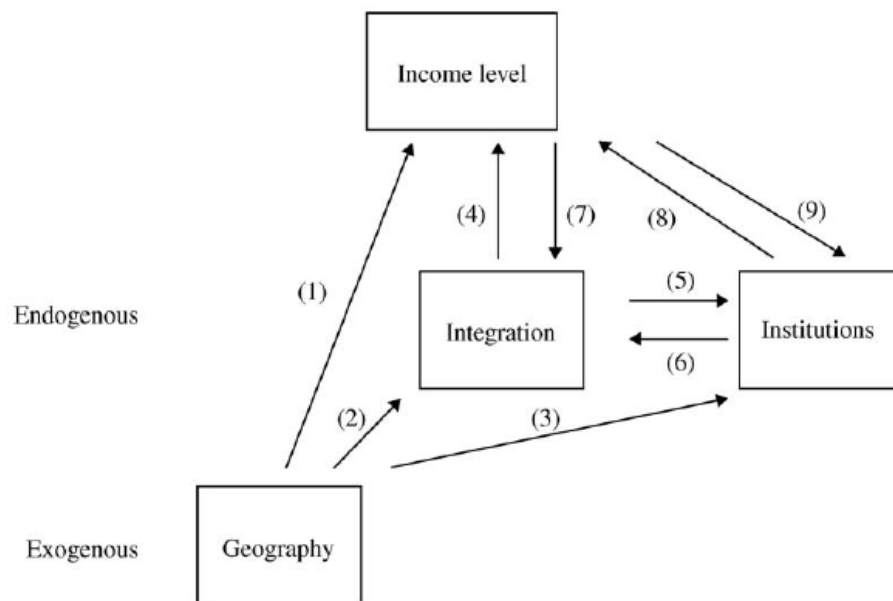 Income level
(4)
(7)
(8)
(9)
(1)
(5)
Endogenous
Integration
Institutions
(6)
(2)
(3)
Exogenous
Geography